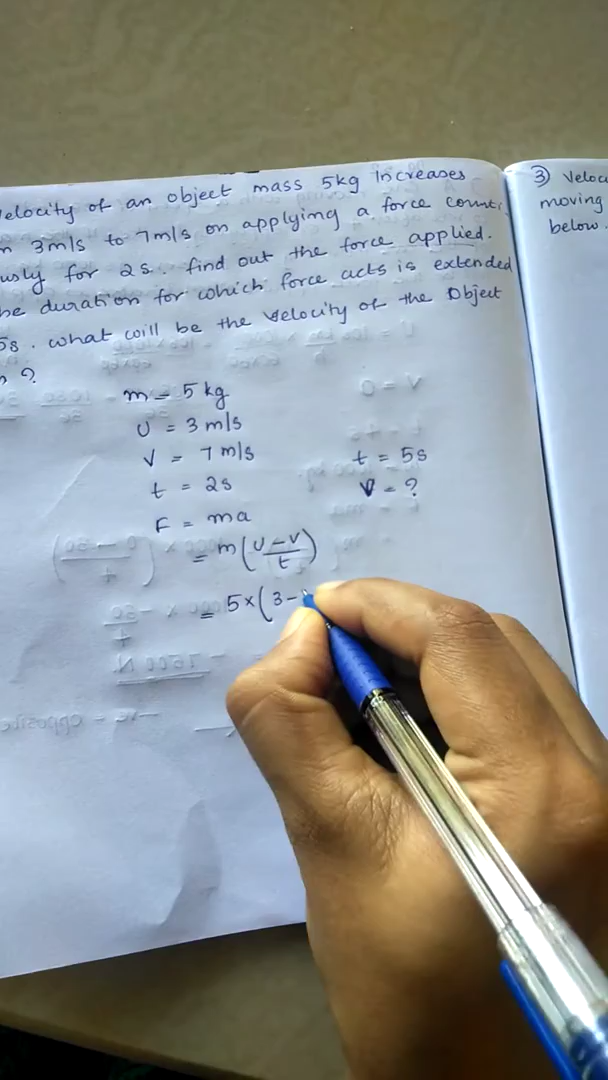 elocity of an object mass 5kg Increases
m 3m/s to 7m/s on applying a force conti
usly for 2s. find out the force applied.
he duration for which force acts is extended
5s. what will be the velocity of the Object
?
m = 5 kg
U = 3 m/s
V = 7 m/s
t = 2s
t = 5s
V = ?
F = ma
= m(U - V / t)
= 5 × (3 -
③ Veloc
moving
below.